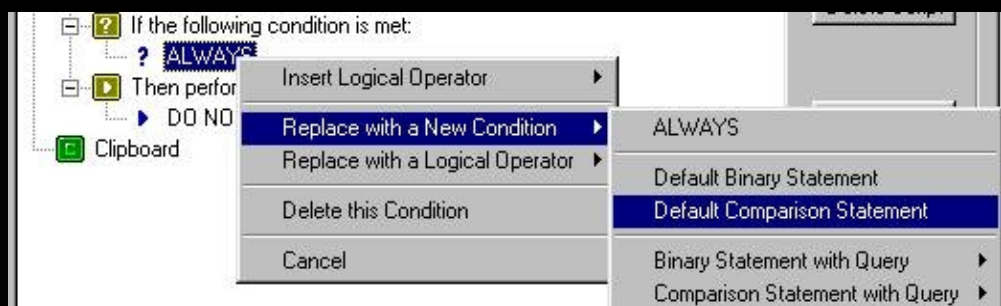 If the following condition is met:
? ALWAYS
Insert Logical Operator
Then perfor
DO NO
Replace with a New Condition
ALWAYS
Clipboard
Replace with a Logical Operator
Default Binary Statement
Delete this Condition
Default Comparison Statement
Cancel
Binary Statement with Query
Comparison Statement with Query